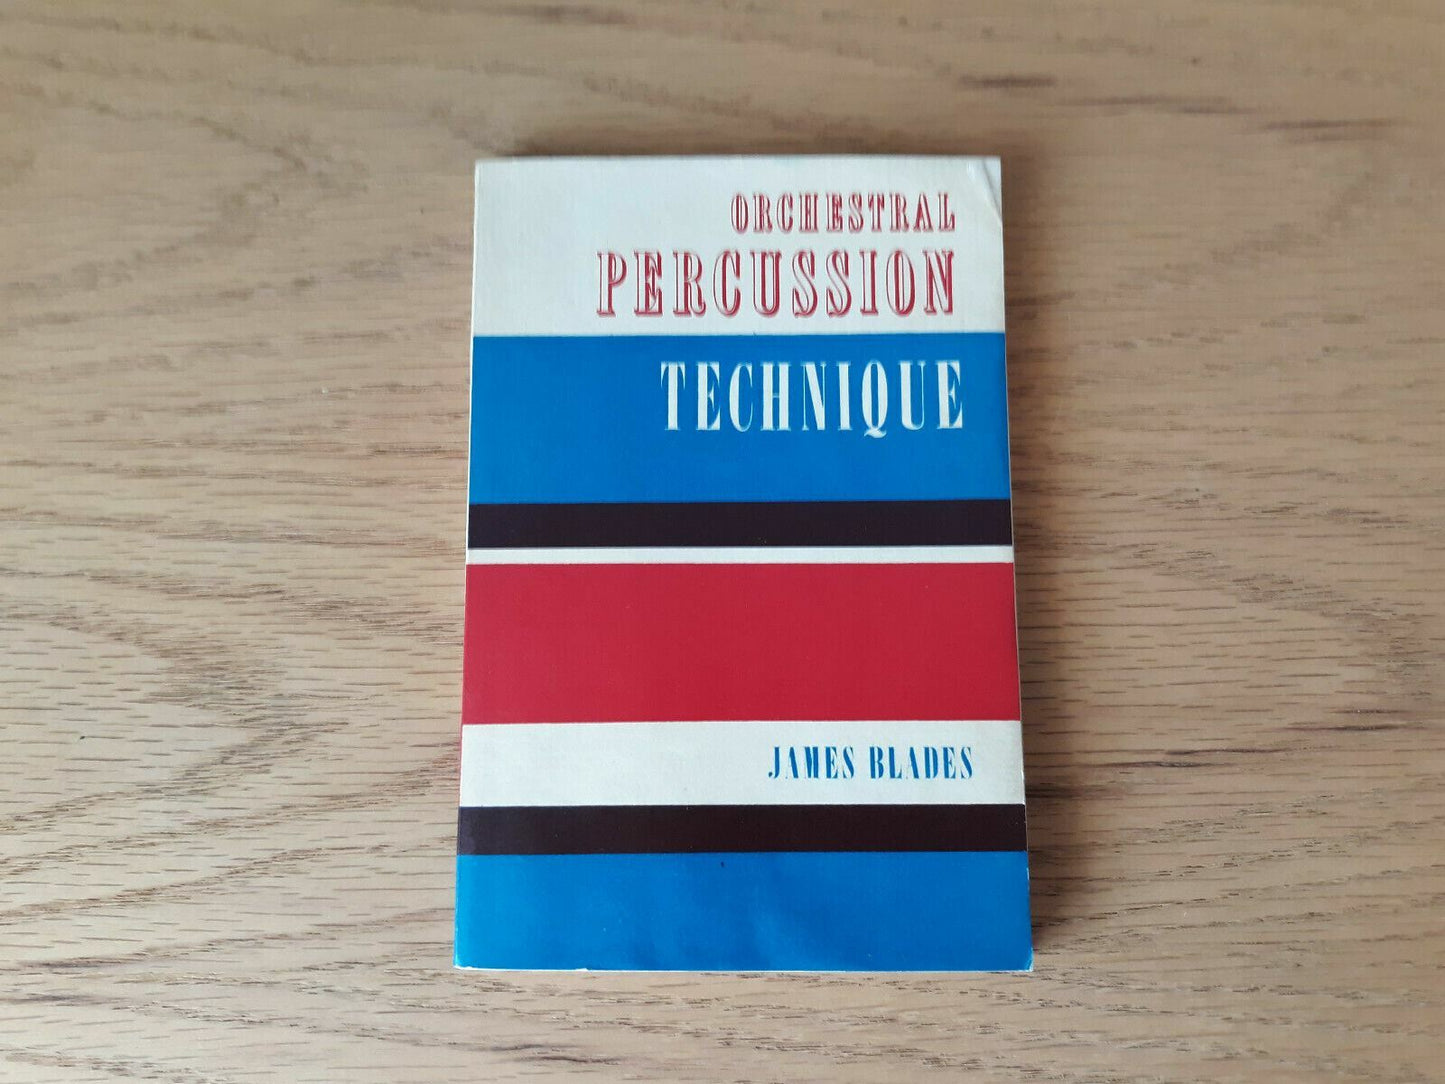 ORCHESTRAL
PERCUSSION
TECHNIQUE
JAMES BLADES